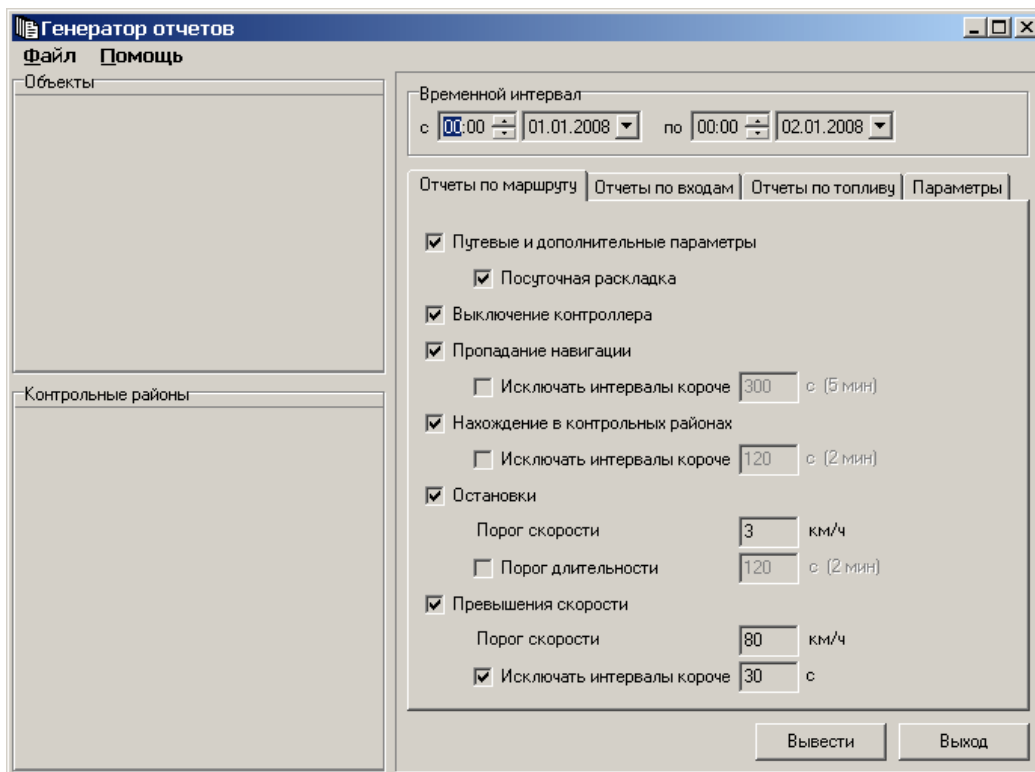 Генератор отчетов
Файл Помощь
Объекты
Контрольные районы
Временной интервал
с 00:00 01.01.2008 по 00:00 02.01.2008
Отчеты по маршруту Отчеты по входам Отчеты по топливу Параметры
Путевые и дополнительные параметры
Посуточная раскладка
Выключение контроллера
Пропадание навигации
Исключать интервалы короче 300 с (5 мин)
Нахождение в контрольных районах
Исключать интервалы короче 120 с (2 мин)
Остановки
Порог скорости 3 км/ч
Порог длительности 120 с (2 мин)
Превышения скорости
Порог скорости 80 км/ч
Исключать интервалы короче 30 с
Вывести Выход